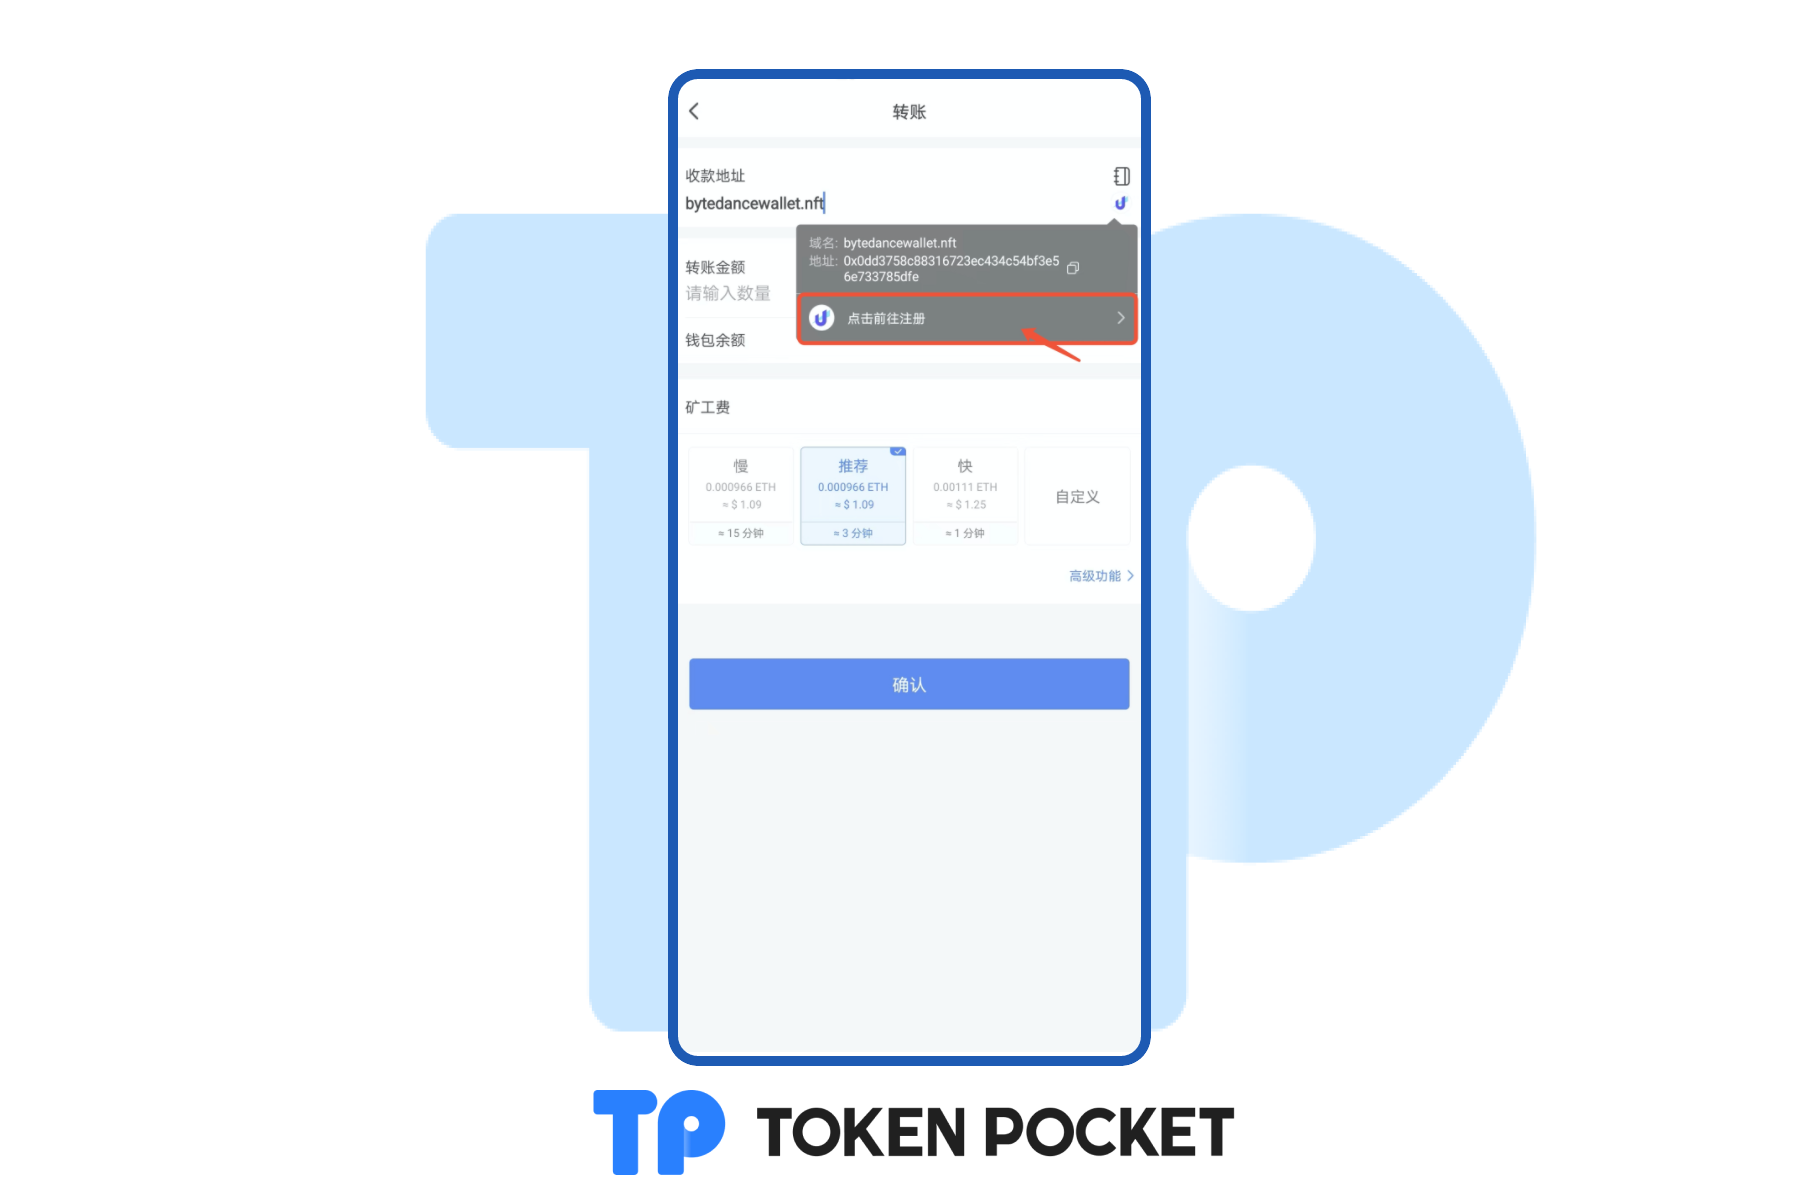 转账
收款地址
bytedancewallet.nft
域名: bytedancewallet.nft
地址: 0x0dd3758c88316723ec434c54bf3e5
6e733785dfe
点击前往注册
转账金额
请输入数量
钱包余额
矿工费
慢
0.000966 ETH
≈ $ 1.09
≈ 15 分钟
推荐
0.000966 ETH
≈ $ 1.09
≈ 3 分钟
快
0.00111 ETH
≈ $ 1.25
≈ 1 分钟
自定义
高级功能
确认
TP TOKEN POCKET